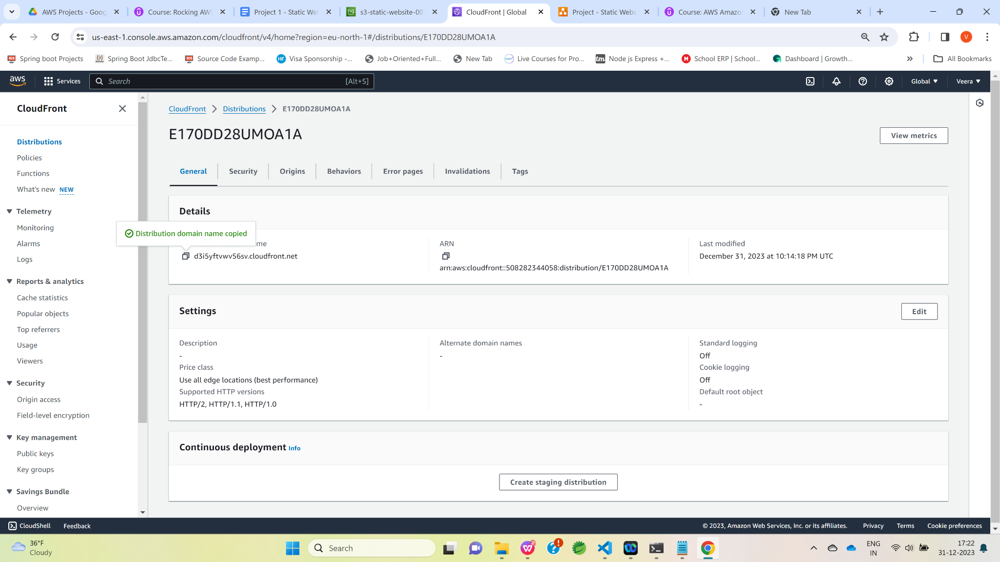 AWS Projects - Goog
Course: Rocking AWS
Project 1 - Static We
s3-static-website-00
CloudFront | Global
Project - Static Webs
Course: AWS Amazo
New Tab
us-east-1.console.aws.amazon.com/cloudfront/v4/home?region=eu-north-1#/distributions/E170DD28UMOA1A
V
Spring boot Projects
Spring Boot JdbcTe...
Source Code Examp...
Visa Sponsorship -...
Job+Oriented+Full...
New Tab
Live Courses for Pro...
Node js Express +...
School ERP | School...
Dashboard | Growth...
All Bookmarks
aws
Services
Search
[Alt+S]
Global
Veera
CloudFront
Distributions
Policies
Functions
What's new NEW
Telemetry
Monitoring
Alarms
Logs
Reports & analytics
Cache statistics
Popular objects
Top referrers
Usage
Viewers
Security
Origin access
Field-level encryption
Key management
Public keys
Key groups
Savings Bundle
Overview
CloudFront
Distributions
E170DD28UMOA1A
E170DD28UMOA1A
View metrics
General
Security
Origins
Behaviors
Error pages
Invalidations
Tags
Details
Distribution domain name copied
me
d3i5yftvwv56sv.cloudfront.net
ARN
arn:aws:cloudfront::508282344058:distribution/E170DD28UMOA1A
Last modified
December 31, 2023 at 10:14:18 PM UTC
Settings
Edit
Description
-
Price class
Use all edge locations (best performance)
Supported HTTP versions
HTTP/2, HTTP/1.1, HTTP/1.0
Alternate domain names
-
Standard logging
Off
Cookie logging
Off
Default root object
-
Continuous deployment Info
Create staging distribution
CloudShell
Feedback
© 2023, Amazon Web Services, Inc. or its affiliates.
Privacy
Terms
Cookie preferences
36°F
Cloudy
Search
ENG
IN
17:22
31-12-2023